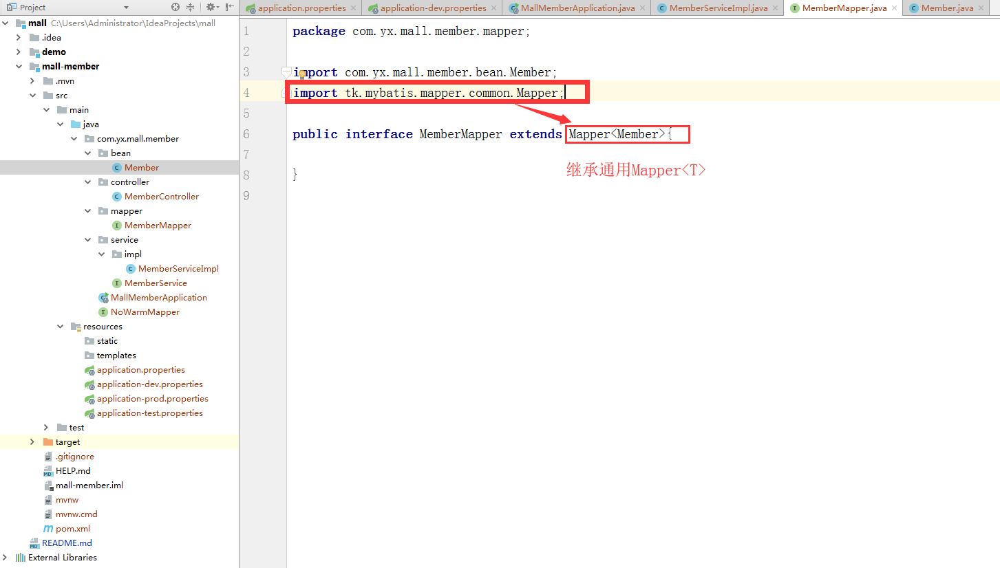 Project
application.properties
application-dev.properties
MallMemberApplication.java
MemberServiceImpl.java
MemberMapper.java
Member.java
mall C:\Users\Administrator\IdeaProjects\mall
.idea
demo
mall-member
.mvn
src
main
java
com.yx.mall.member
bean
Member
controller
MemberController
mapper
MemberMapper
service
impl
MemberServiceImpl
MemberService
MallMemberApplication
NoWarmMapper
resources
static
templates
application.properties
application-dev.properties
application-prod.properties
application-test.properties
test
target
.gitignore
HELP.md
mall-member.iml
mvnw
mvnw.cmd
pom.xml
README.md
External Libraries
1 package com.yx.mall.member.mapper;
2
3 import com.yx.mall.member.bean.Member;
4 import tk.mybatis.mapper.common.Mapper;
5
6 public interface MemberMapper extends Mapper<Member>{
7
继承通用Mapper<T>
8 }
9